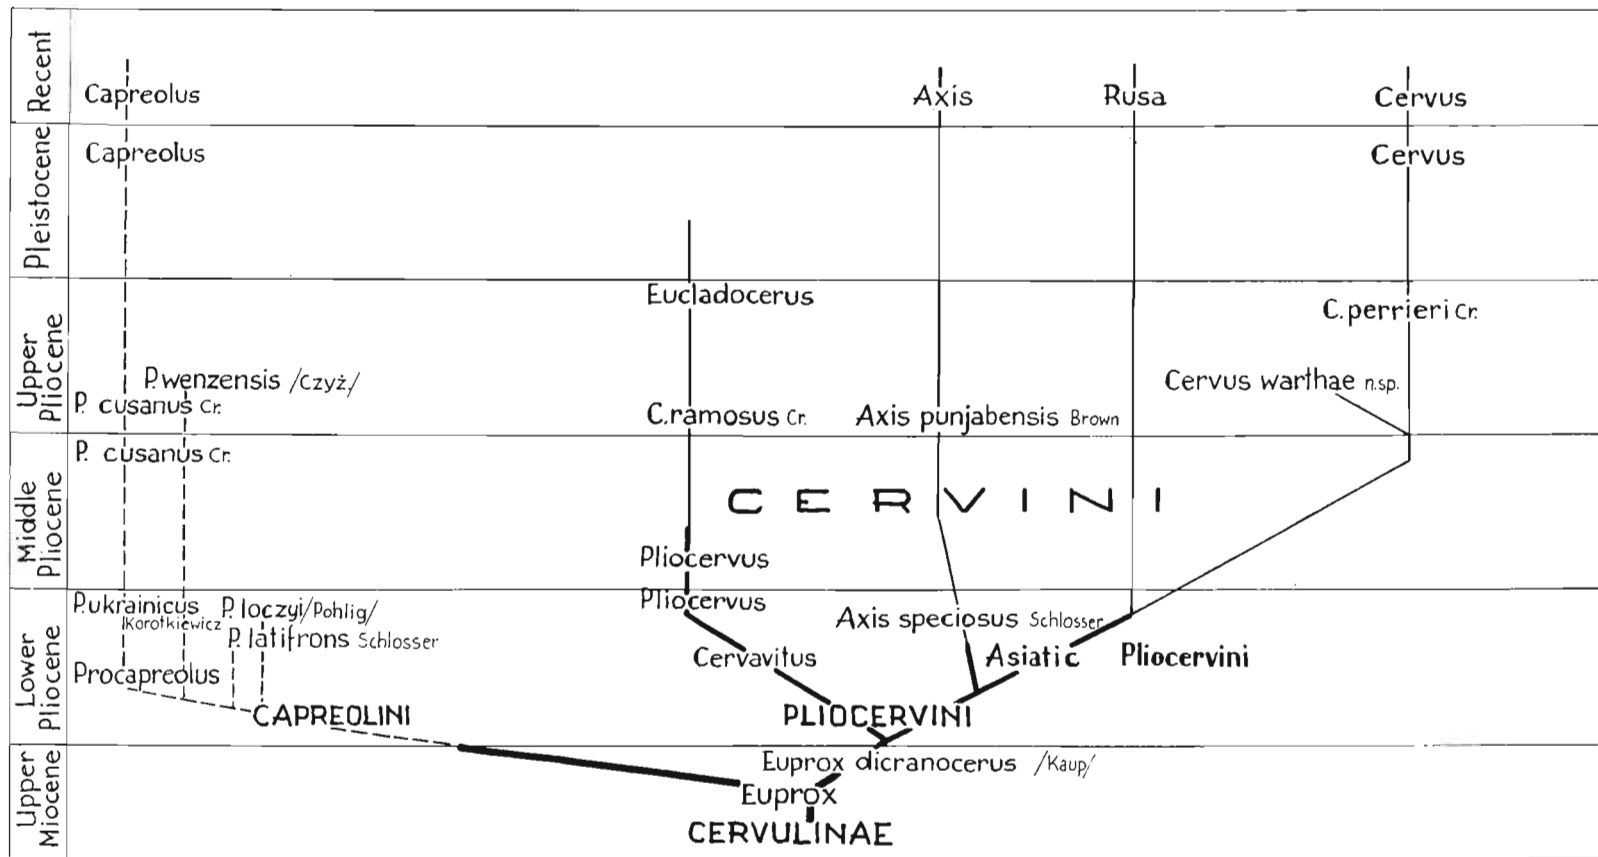 Recent
Capreolus
Axis
Rusa
Cervus
Pleistocene
Capreolus
Cervus
Upper
Pliocene
Eucladocerus
C. perrieri Cr.
P. wenzensis /Czyż/
Cervus warthae n.sp.
P. cusanus Cr.
C. ramosus Cr.
Axis punjabensis Brown
Middle
Pliocene
P. cusanus Cr.
CERVINI
Pliocervus
Lower
Pliocene
P. ukrainicus
/Korotkiewicz
P. loczyi /Pohlig/
Pliocervus
Axis speciosus Schlosser
P. latifrons Schlosser
Procapreolus
Cervavitus
Asiatic Pliocervini
CAPREOLINI
PLIOCERVINI
Upper
Miocene
Euprox dicranocerus /Kaup/
Euprox
CERVULINAE